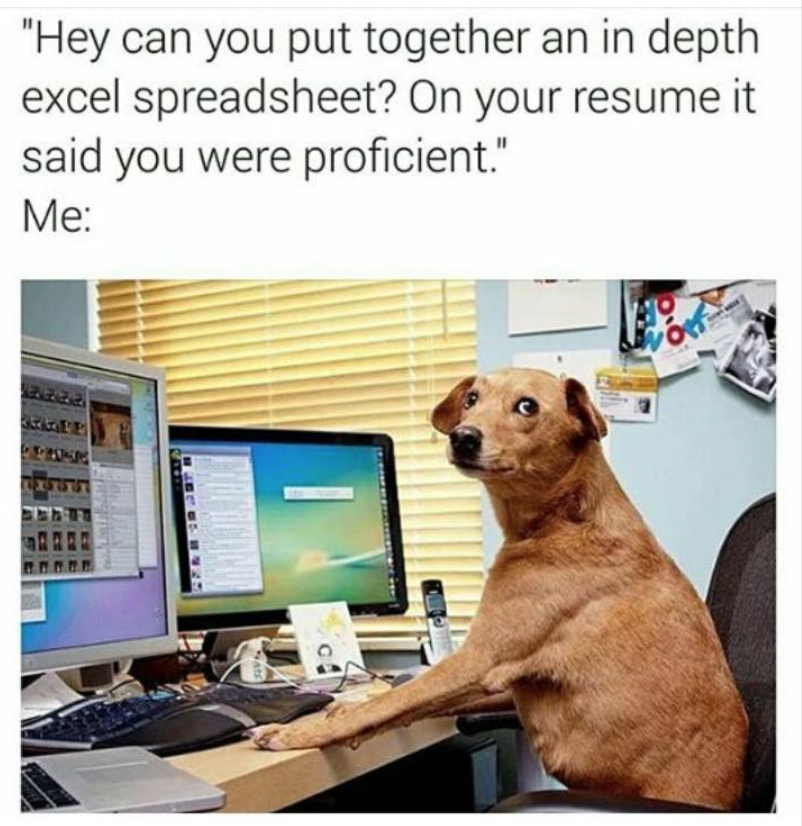 "Hey can you put together an in depth
excel spreadsheet? On your resume it
said you were proficient."
Me: